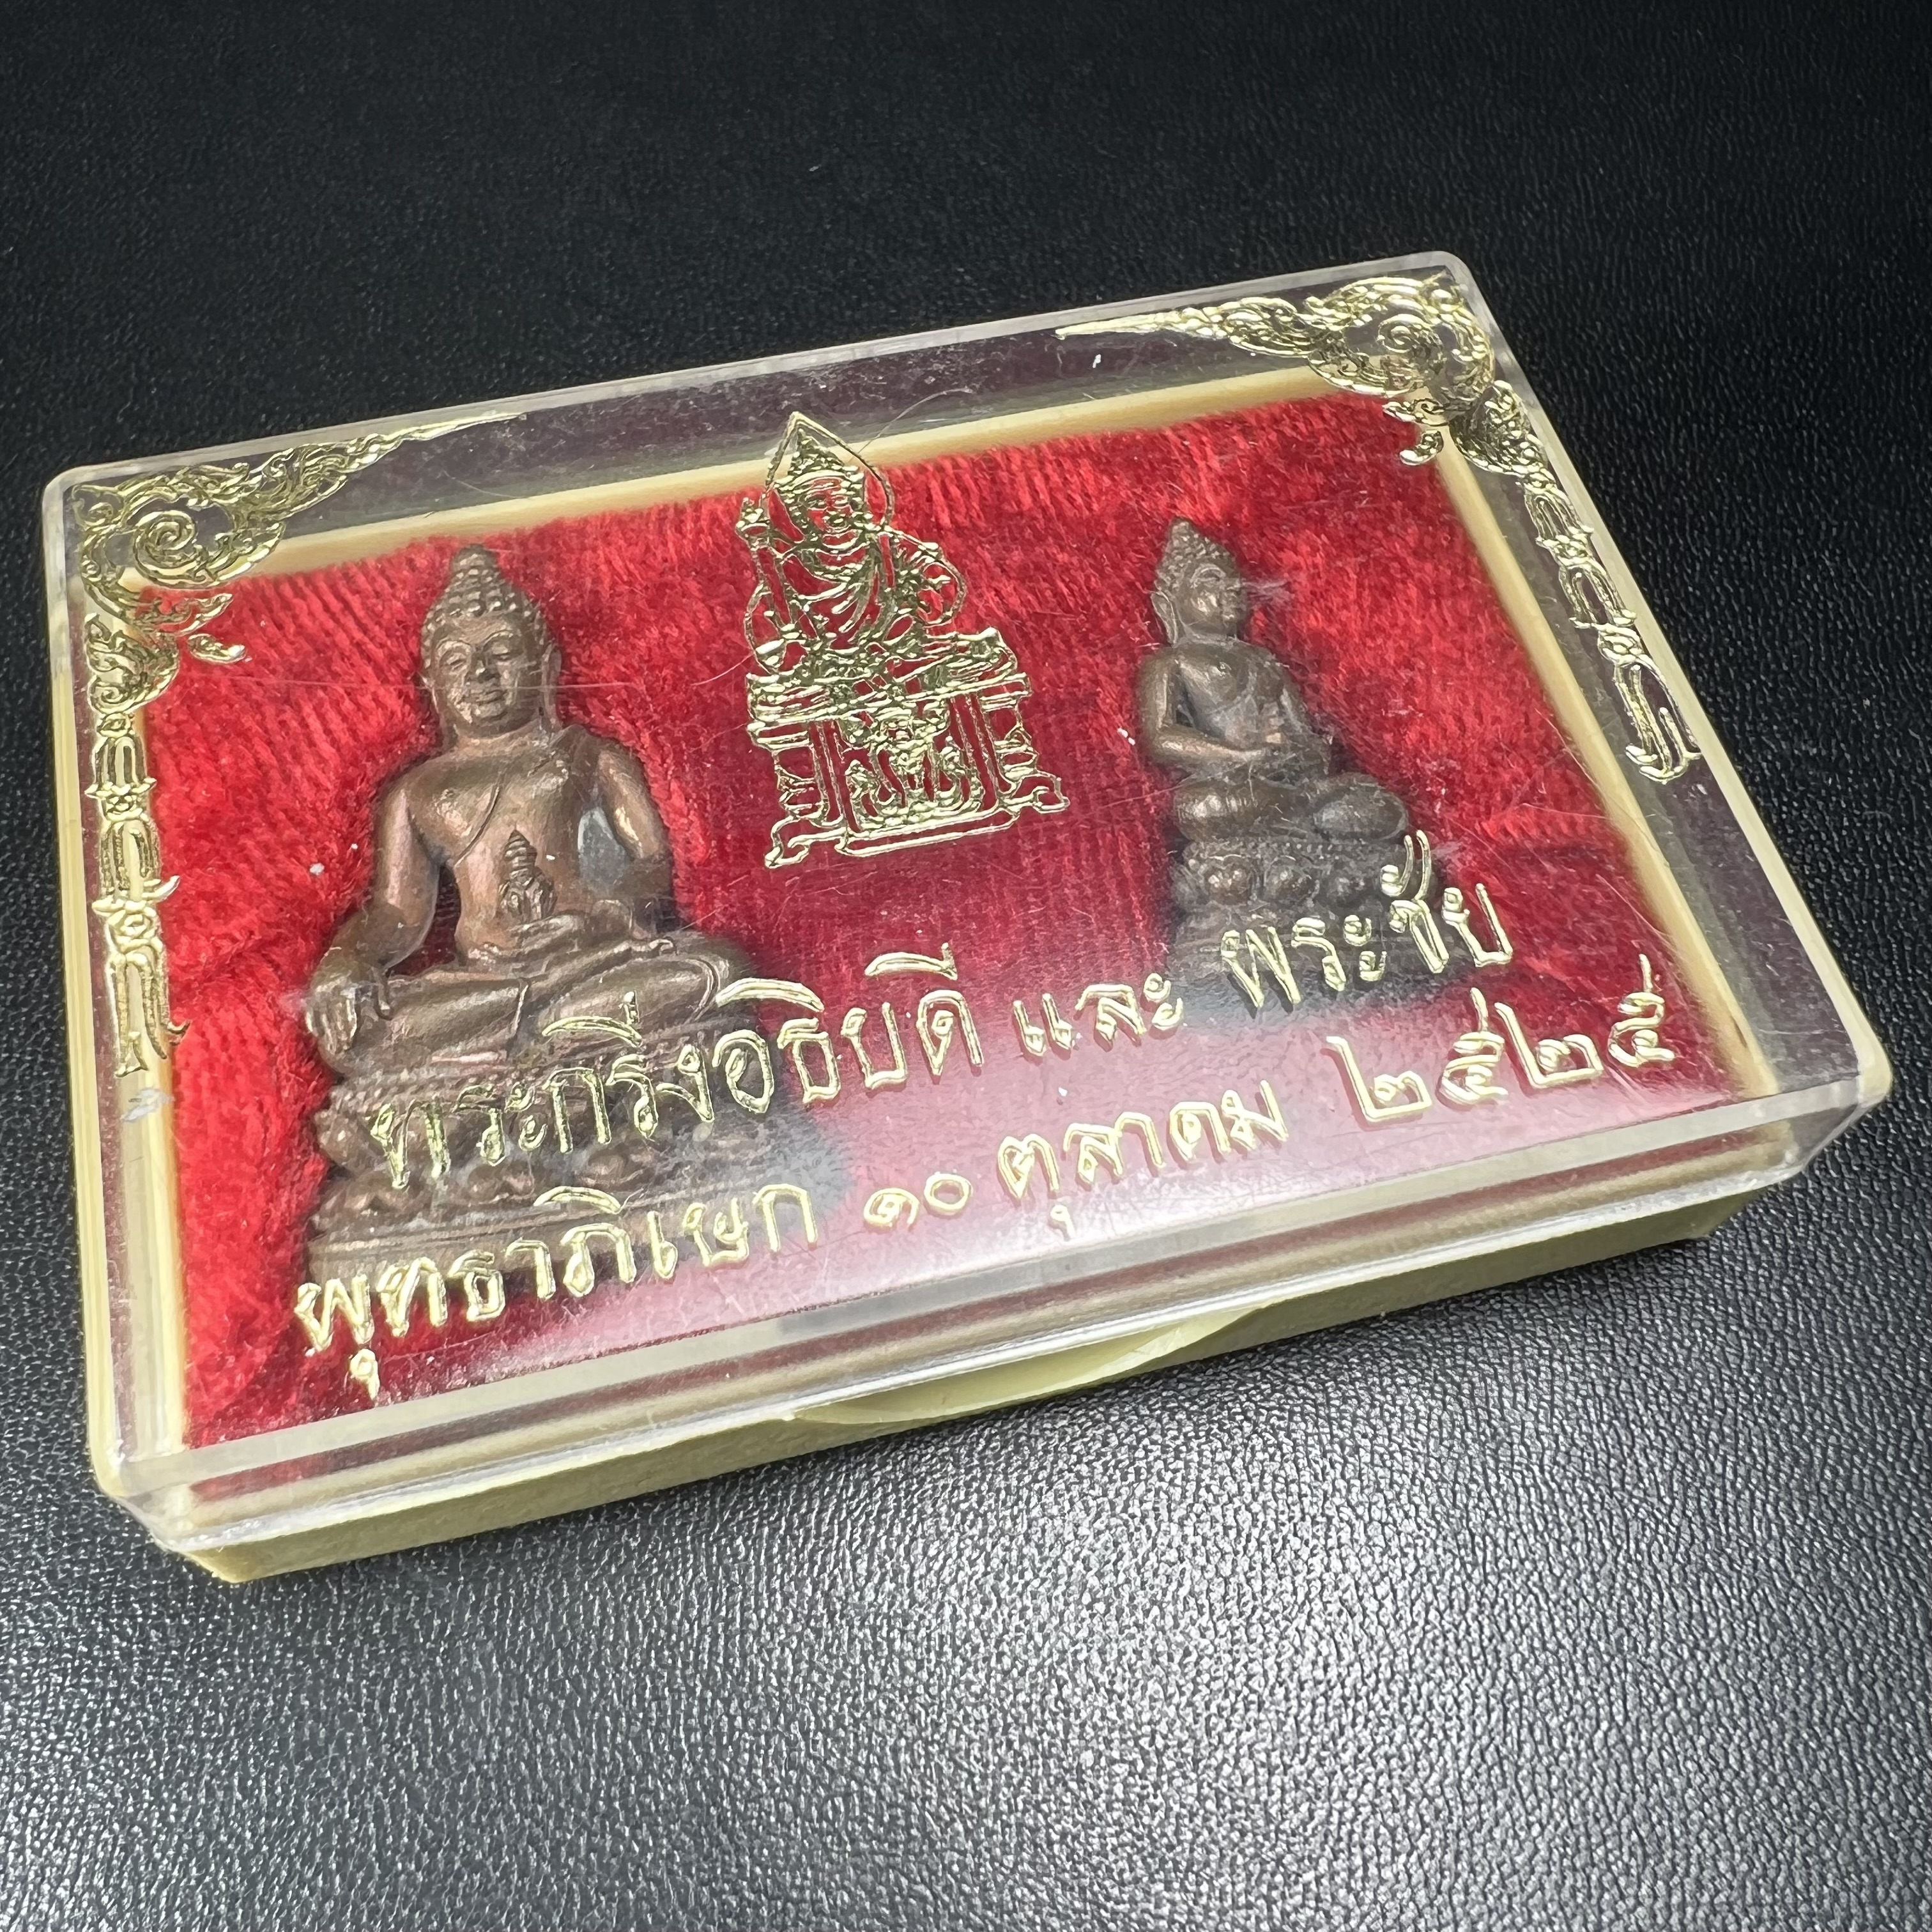 พระกริ่งอธิบดี และ พระชัย
พุทธาภิเษก ๑๐ ตุลาคม ๒๕๒๕